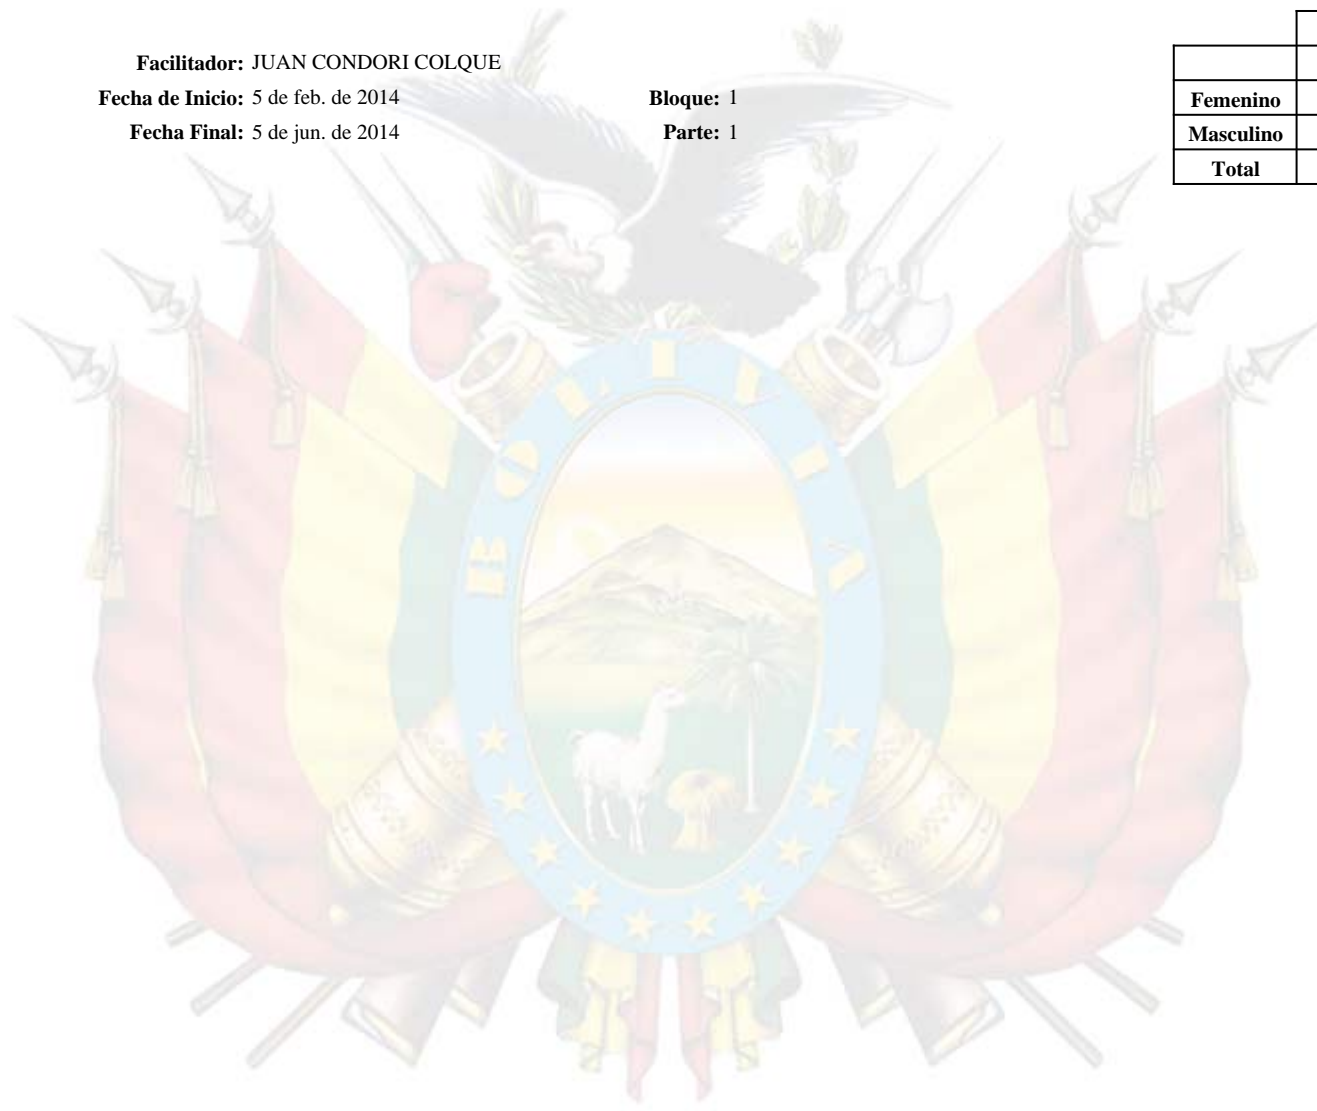 Facilitador: JUAN CONDORI COLQUE
Fecha de Inicio: 5 de feb. de 2014 Bloque: 1
Fecha Final: 5 de jun. de 2014 Parte: 1
Femenino
Masculino
Total
BOLIVIA